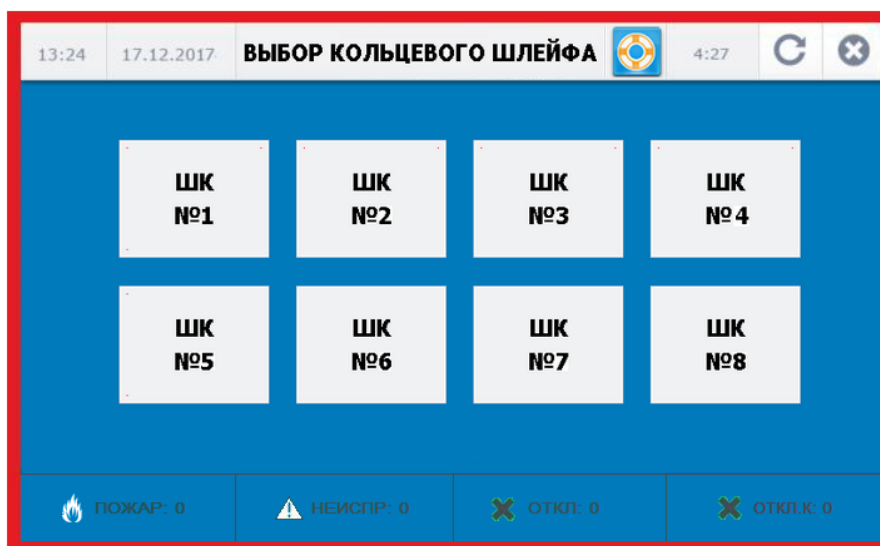 13:24 17.12.2017 ВЫБОР КОЛЬЦЕВОГО ШЛЕЙФА 4:27
ШК ШК ШК ШК
№1 №2 №3 №4
ШК ШК ШК ШК
№5 №6 №7 №8
ПОЖАР: 0 НЕИСПР: 0 ОТКЛ: 0 ОТКЛ.К: 0